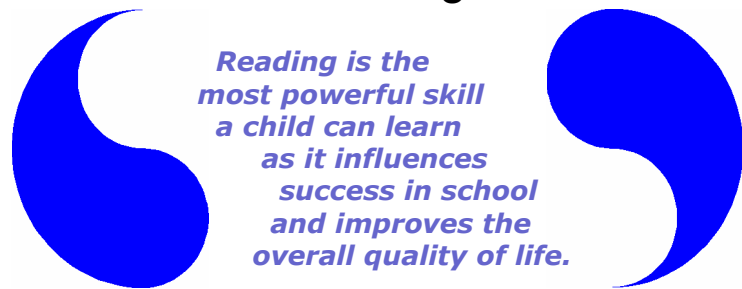 Reading is the
most powerful skill
a child can learn
as it influences
success in school
and improves the
overall quality of life.